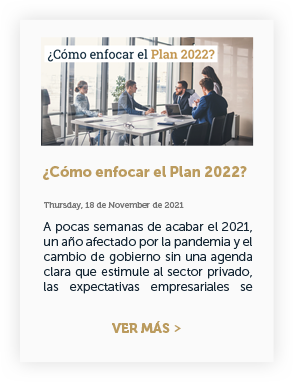 ¿Cómo enfocar el Plan 2022?
¿Cómo enfocar el Plan 2022?
Thursday, 18 de November de 2021
A pocas semanas de acabar el 2021,
un año afectado por la pandemia y el
cambio de gobierno sin una agenda
clara que estimule al sector privado,
las expectativas empresariales se
VER MÁS >